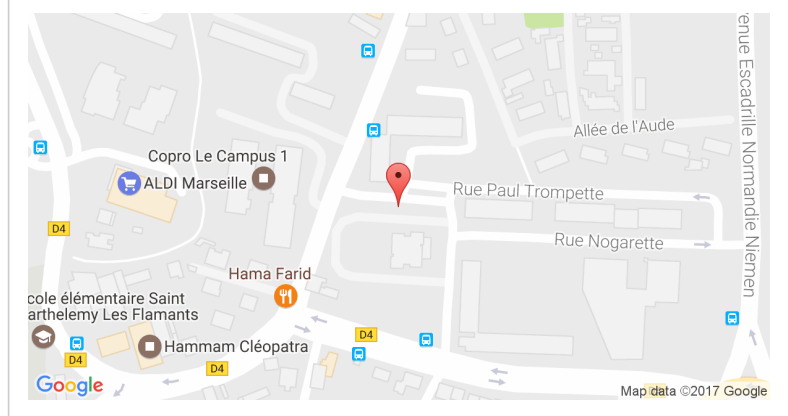 venue Escadrille Normandie Niemen
Allée de l'Aude
Copro Le Campus 1
ALDI Marseille
Rue Paul Trompette
D4
Rue Nogarette
Hama Farid
cole élémentaire Saint
arthelemy Les Flamants
D4
Hammam Cléopatra
D4
D4
Google
Map data ©2017 Google